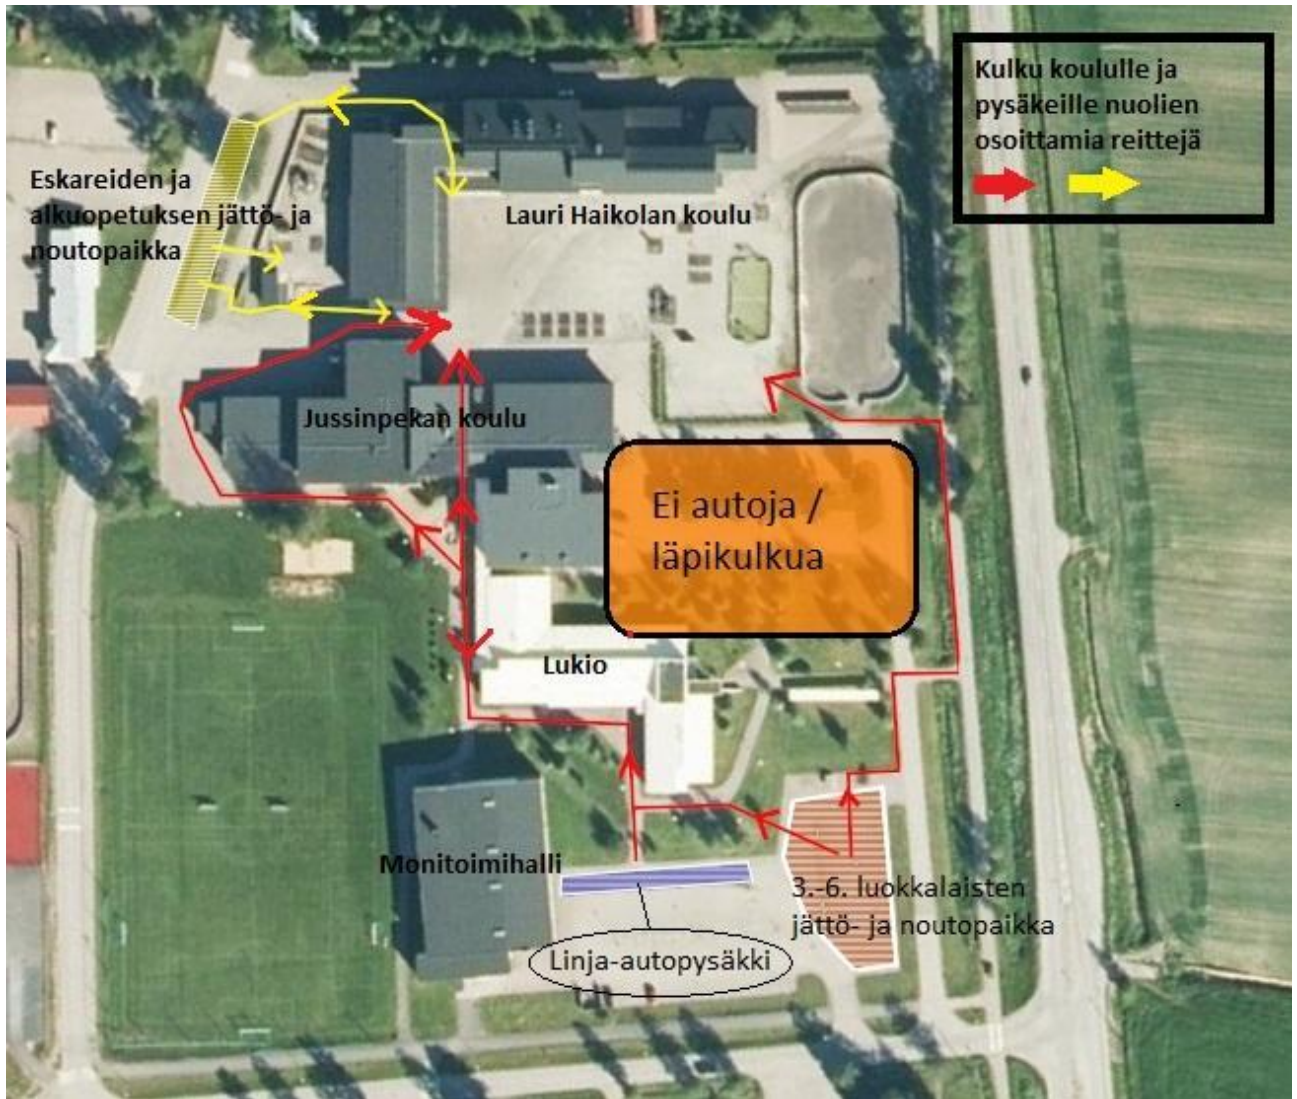 Kulku koululle ja
pysäkeille nuolien
osoittamia reittejä
Eskareiden ja
alkuopetuksen jättö- ja
noutopaikka
Lauri Haikolan koulu
Jussinpekan koulu
Ei autoja /
läpikulkua
Lukio
Monitoimihalli
3.-6. luokkalaisten
jättö- ja noutopaikka
Linja-autopysäkki